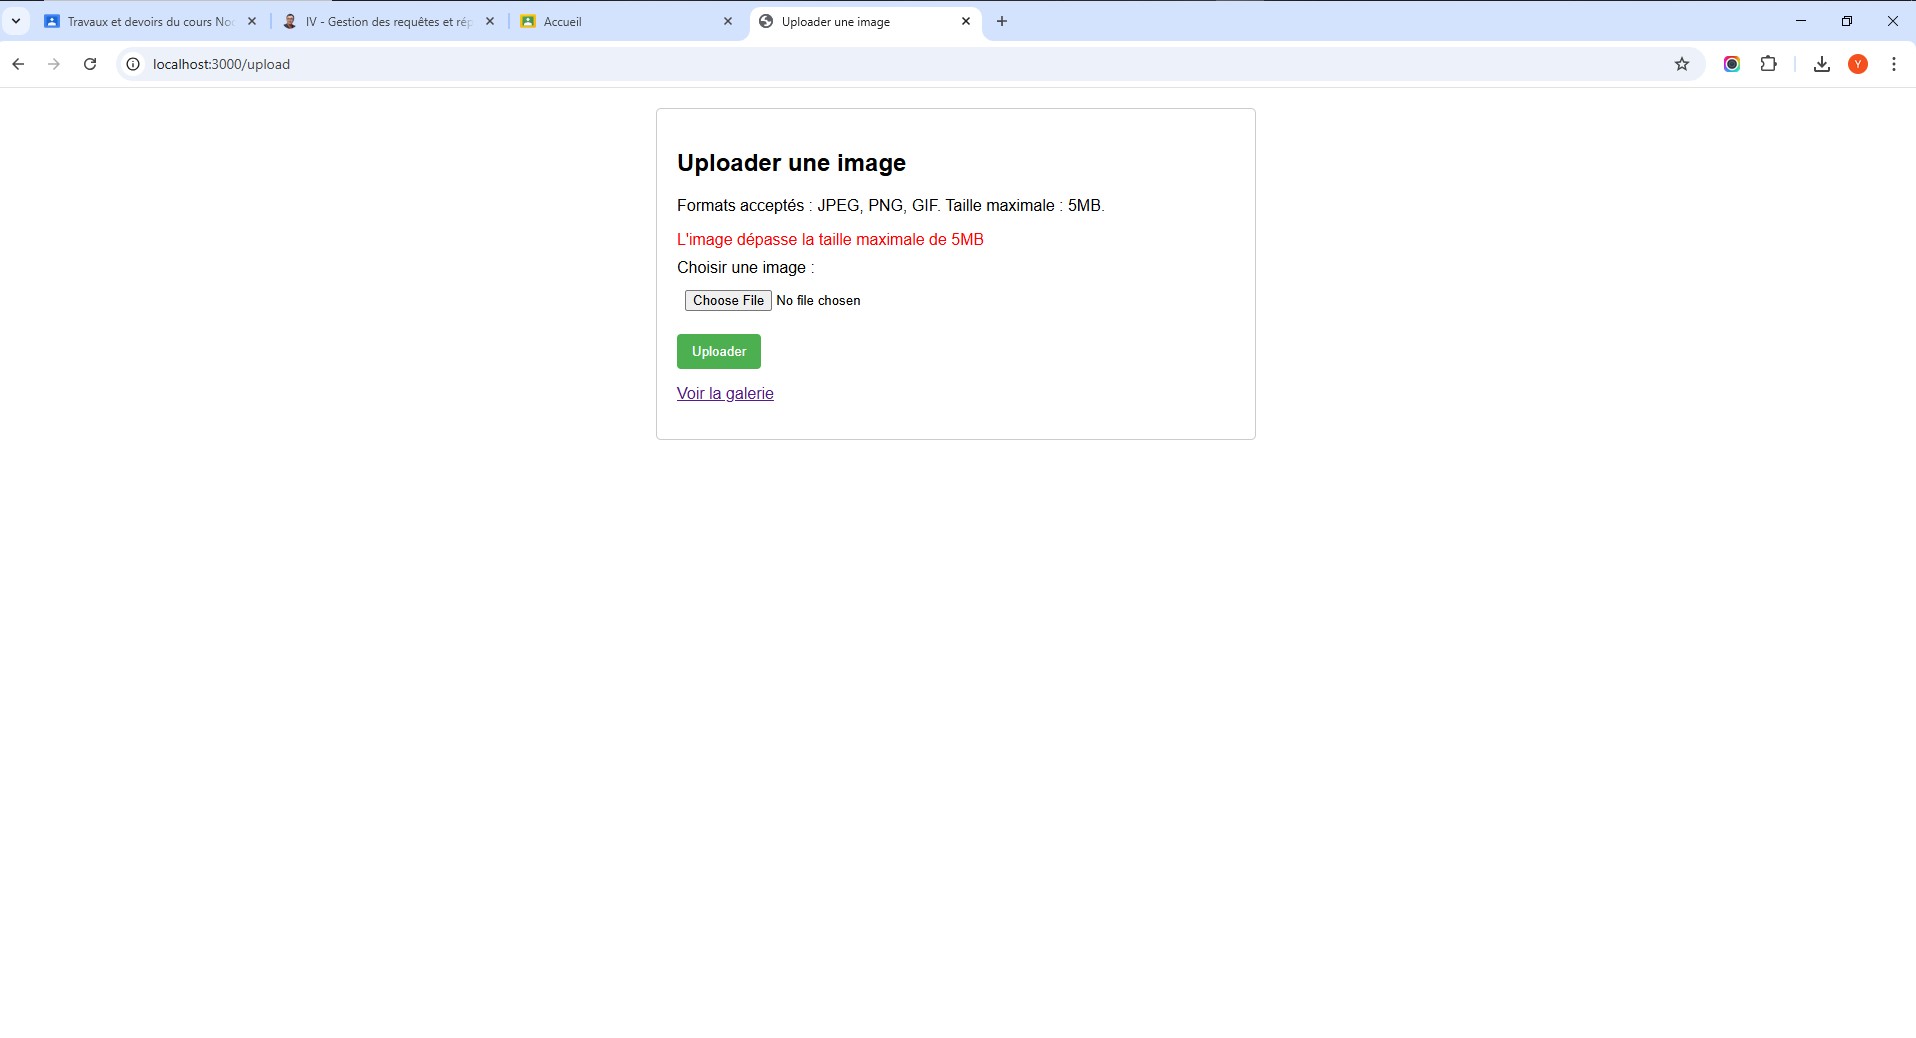 Travaux et devoirs du cours
IV - Gestion des requêtes et
Accueil
Uploader une image
localhost:3000/upload
Y
Uploader une image
Formats acceptés : JPEG, PNG, GIF. Taille maximale : 5MB.
L'image dépasse la taille maximale de 5MB
Choisir une image :
Choose File No file chosen
Uploader
Voir la galerie